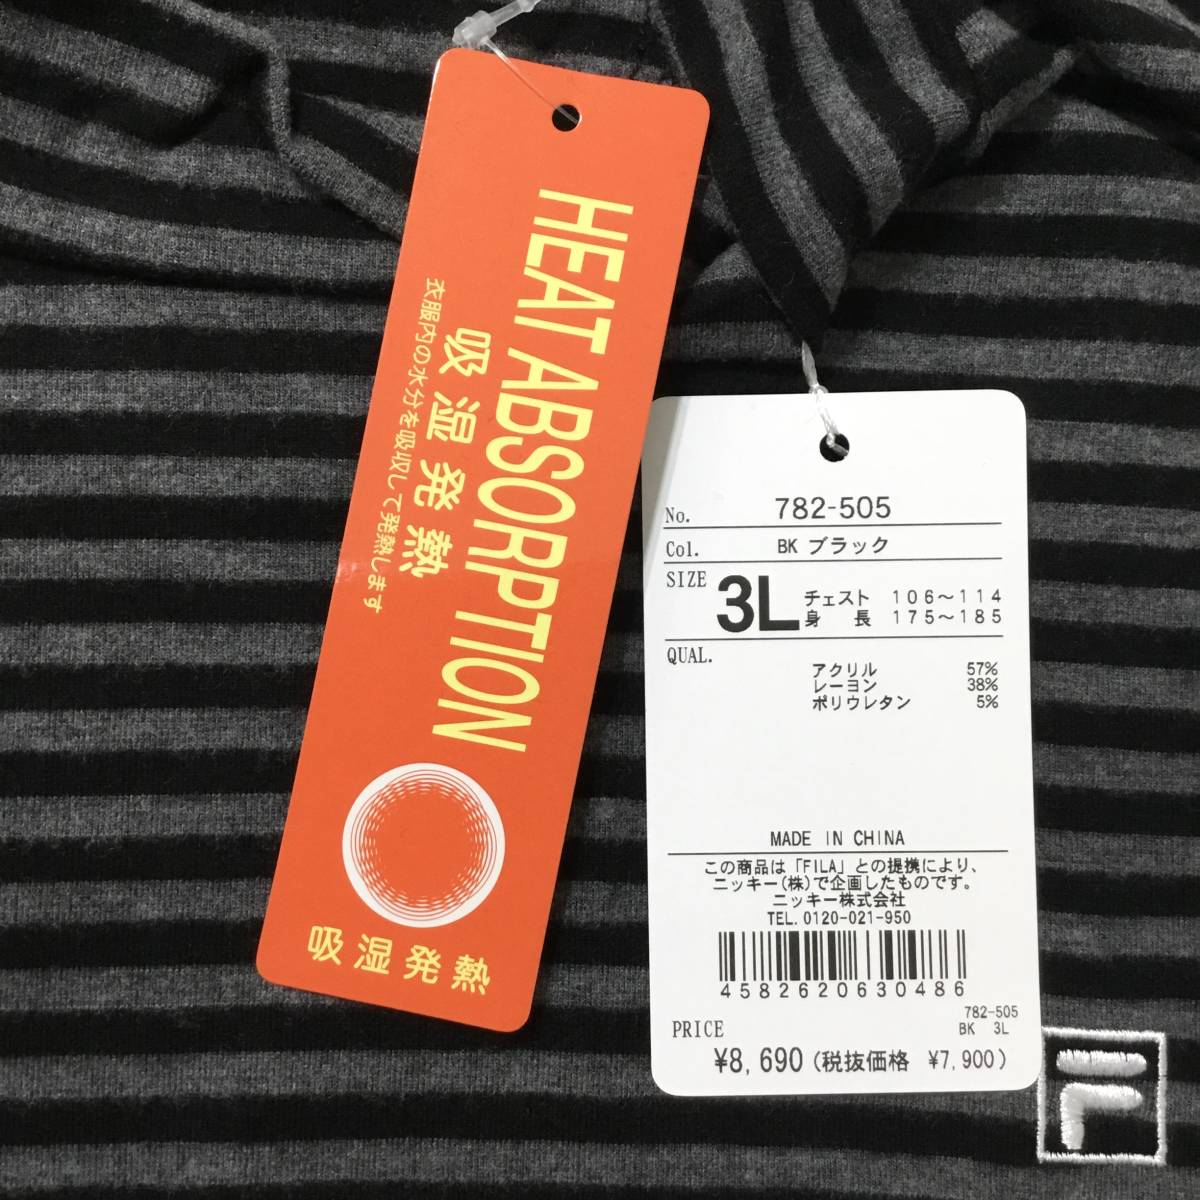 HEAT ABSORPTION
吸湿発熱
衣服内の水分を吸収して発熱します
吸湿発熱
No. 782-505
Col. BK ブラック
SIZE 3L チェスト 106～114
身長 175～185
QUAL.
アクリル 57%
レーヨン 38%
ポリウレタン 5%
MADE IN CHINA
この商品は「FILA」との提携により、
ニッキー(株)で企画したものです。
ニッキー株式会社
TEL.0120-021-950
4582620630486
782-505
BK 3L
PRICE
¥8,690 (税抜価格 ¥7,900)
F